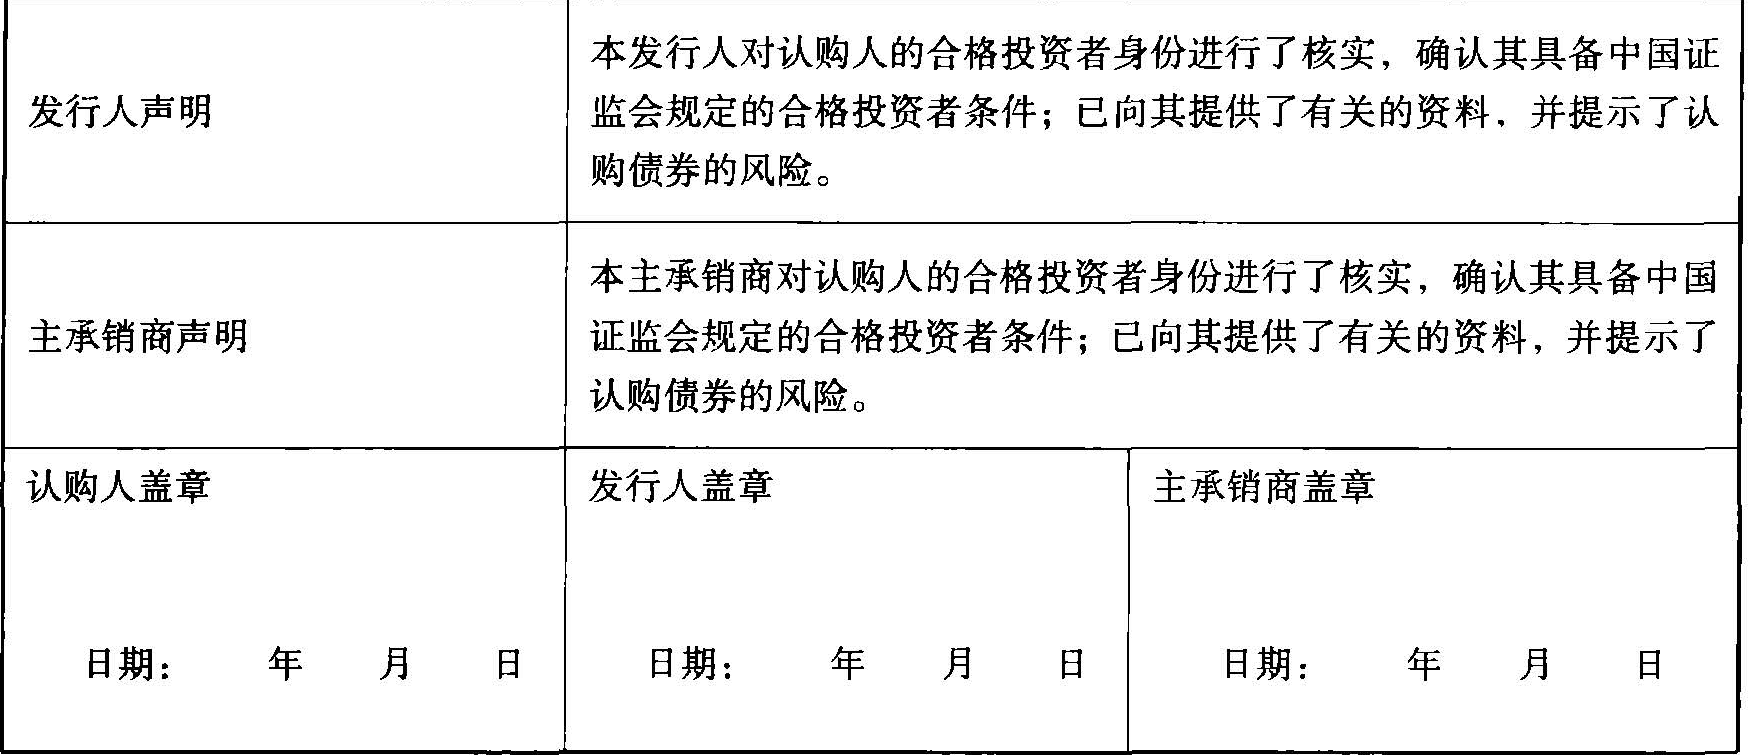 发行人声明
本发行人对认购人的合格投资者身份进行了核实，确认其具备中国证
监会规定的合格投资者条件；已向其提供了有关的资料，并提示了认
购债券的风险。
主承销商声明
本主承销商对认购人的合格投资者身份进行了核实，确认其具备中国
证监会规定的合格投资者条件；已向其提供了有关的资料，并提示了
认购债券的风险。
认购人盖章
日期： 年 月 日
发行人盖章
日期： 年 月 日
主承销商盖章
日期： 年 月 日